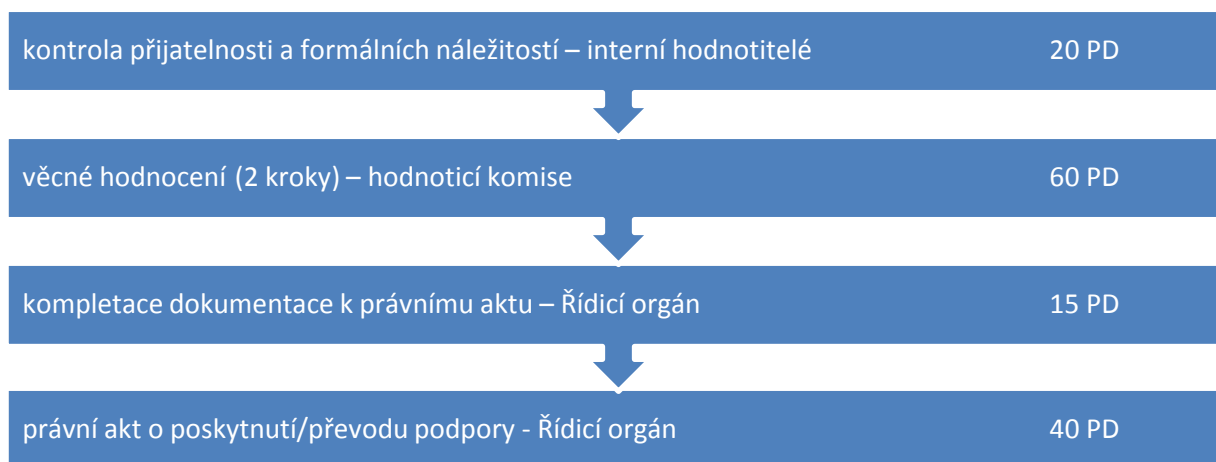 kontrola přijatelnosti a formálních náležitostí – interní hodnotitelé 20 PD
věcné hodnocení (2 kroky) – hodnoticí komise 60 PD
kompletace dokumentace k právnímu aktu – Řídicí orgán 15 PD
právní akt o poskytnutí/převodu podpory - Řídicí orgán 40 PD